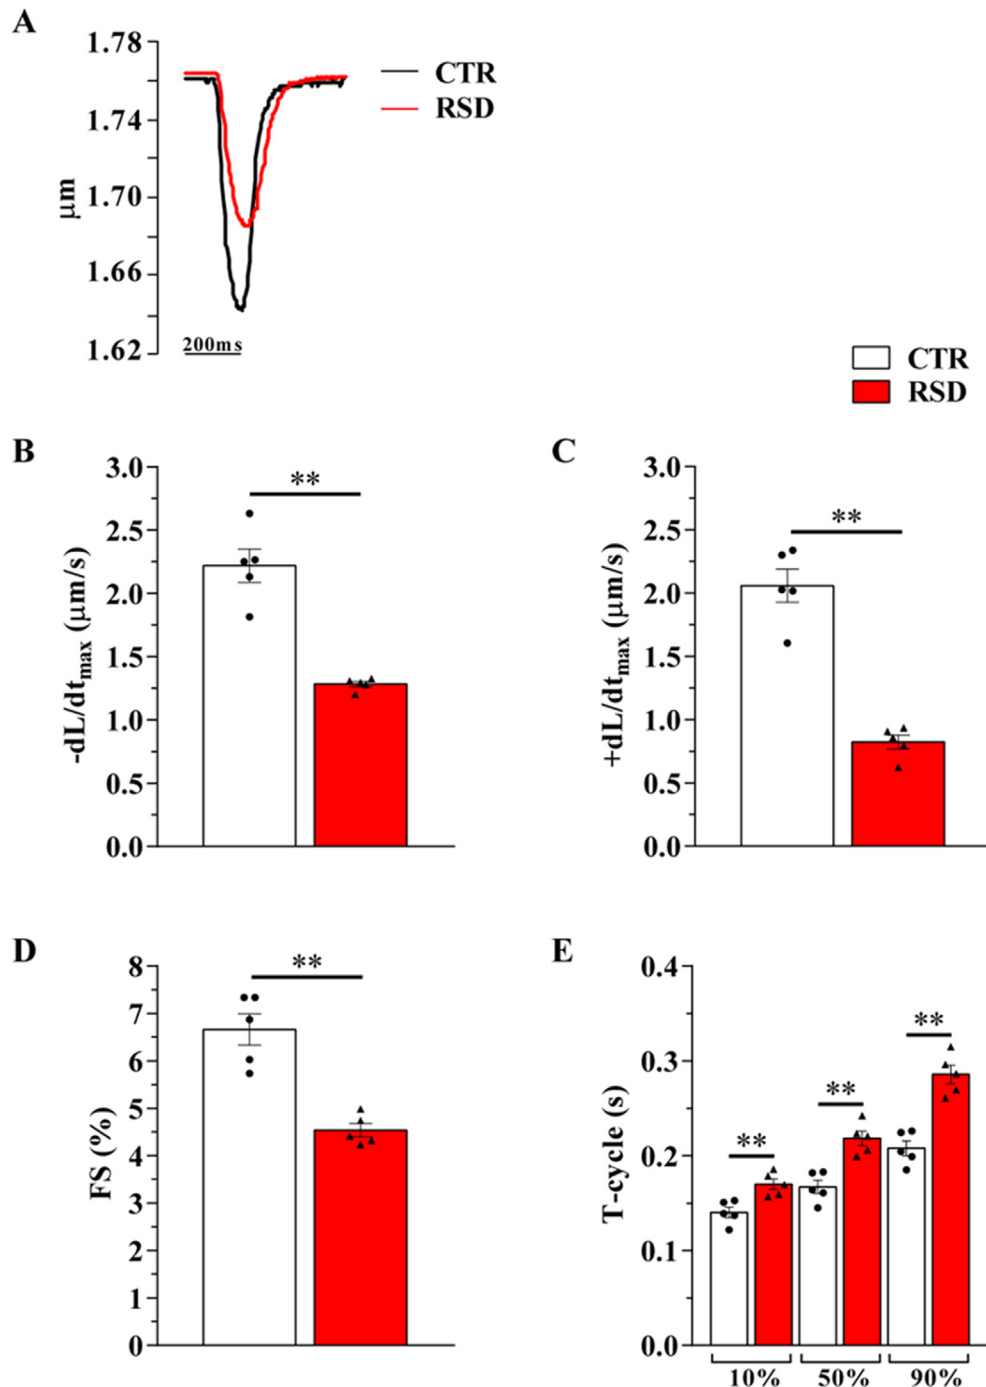 A
1.78
1.74
1.70
1.66
1.62
μm
200ms
CTR
RSD
CTR
RSD
B
3.0
2.5
2.0
1.5
1.0
0.5
0.0
-dL/dtmax (μm/s)
**
C
3.0
2.5
2.0
1.5
1.0
0.5
0.0
+dL/dtmax (μm/s)
**
D
8
7
6
5
4
3
2
1
0
FS (%)
**
E
0.4
0.3
0.2
0.1
0.0
T-cycle (s)
**
**
**
10% 50% 90%